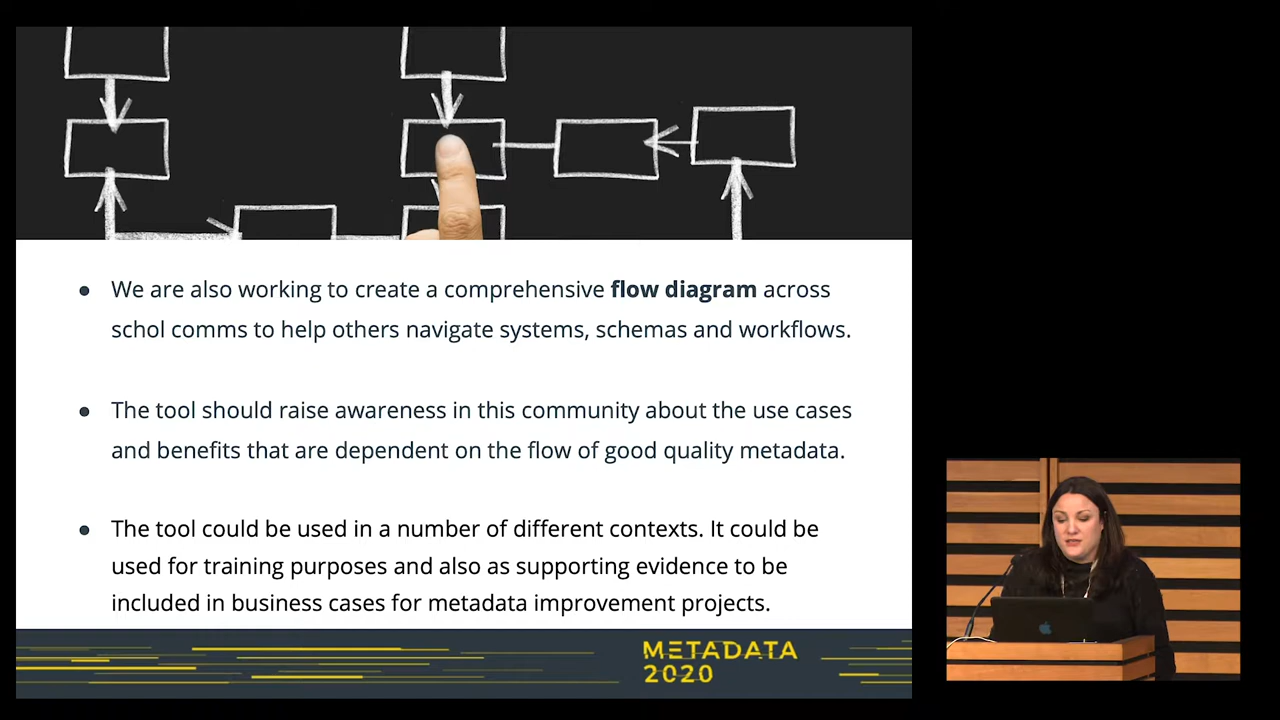 We are also working to create a comprehensive flow diagram across
schol comms to help others navigate systems, schemas and workflows.
The tool should raise awareness in this community about the use cases
and benefits that are dependent on the flow of good quality metadata.
The tool could be used in a number of different contexts. It could be
used for training purposes and also as supporting evidence to be
included in business cases for metadata improvement projects.
METADATA
2020